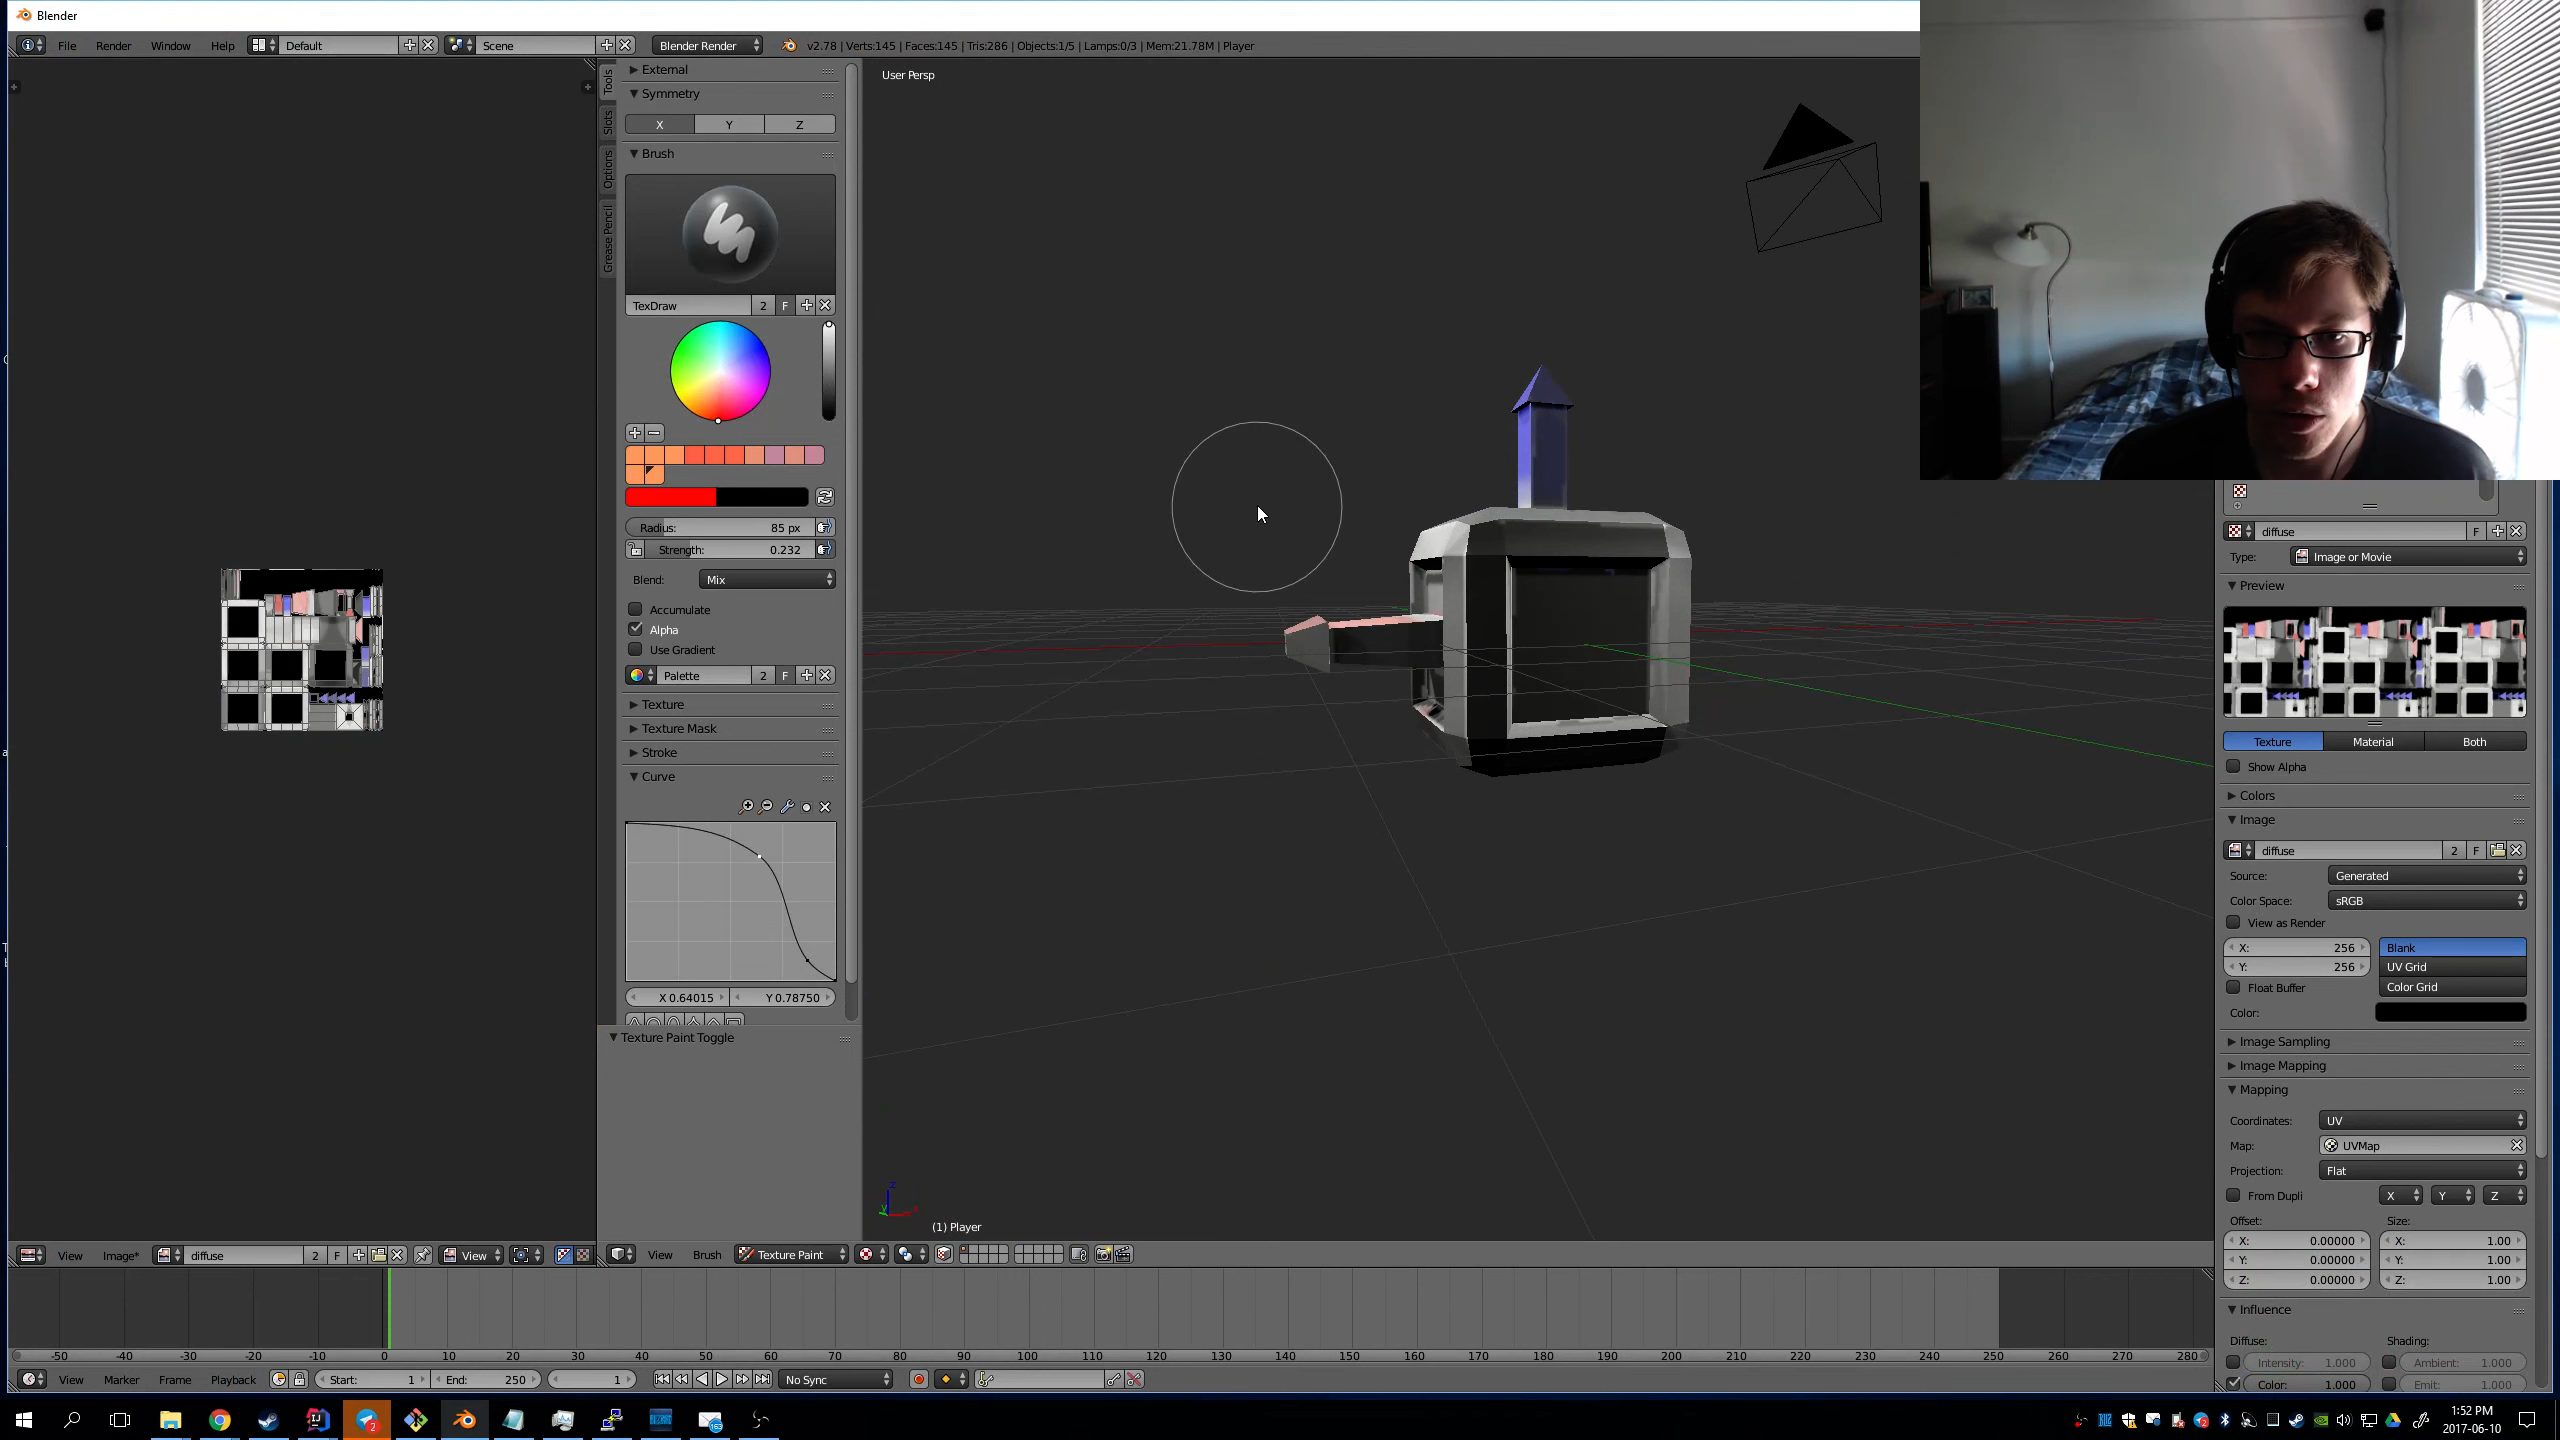 Blender
File Render Window Help Default Scene Blender Render v2.78 | Verts:145 | Faces:145 | Tris:286 | Objects:1/5 | Lamps:0/3 | Mem:21.78M | Player
Tools
Slots
Options
Grease Pencil
External
Symmetry
X Y Z
Brush
TexDraw 2 F
Radius: 85 px
Strength: 0.232
Blend: Mix
Accumulate
Alpha
Use Gradient
Palette 2 F
Texture
Texture Mask
Stroke
Curve
X 0.64015 Y 0.78750
Texture Paint Toggle
User Persp
(1) Player
diffuse F
Type: Image or Movie
Preview
Texture Material Both
Show Alpha
Colors
Image
diffuse 2 F
Source: Generated
Color Space: sRGB
View as Render
X: 256 Blank
Y: 256 UV Grid
Float Buffer Color Grid
Color:
Image Sampling
Image Mapping
Mapping
Coordinates: UV
Map: UVMap
Projection: Flat
From Dupli X Y Z
Offset: Size:
X: 0.00000 X: 1.00
Y: 0.00000 Y: 1.00
Z: 0.00000 Z: 1.00
Influence
Diffuse: Shading:
Intensity: 1.000 Ambient: 1.000
Color: 1.000 Emit: 1.000
View Image* diffuse 2 F View
View Brush Texture Paint
-50 -40 -30 -20 -10 0 10 20 30 40 50 60 70 80 90 100 110 120 130 140 150 160 170 180 190 200 210 220 230 240 250 260 270 280
View Marker Frame Playback Start: 1 End: 250 1 No Sync
1:52 PM
2017-06-10